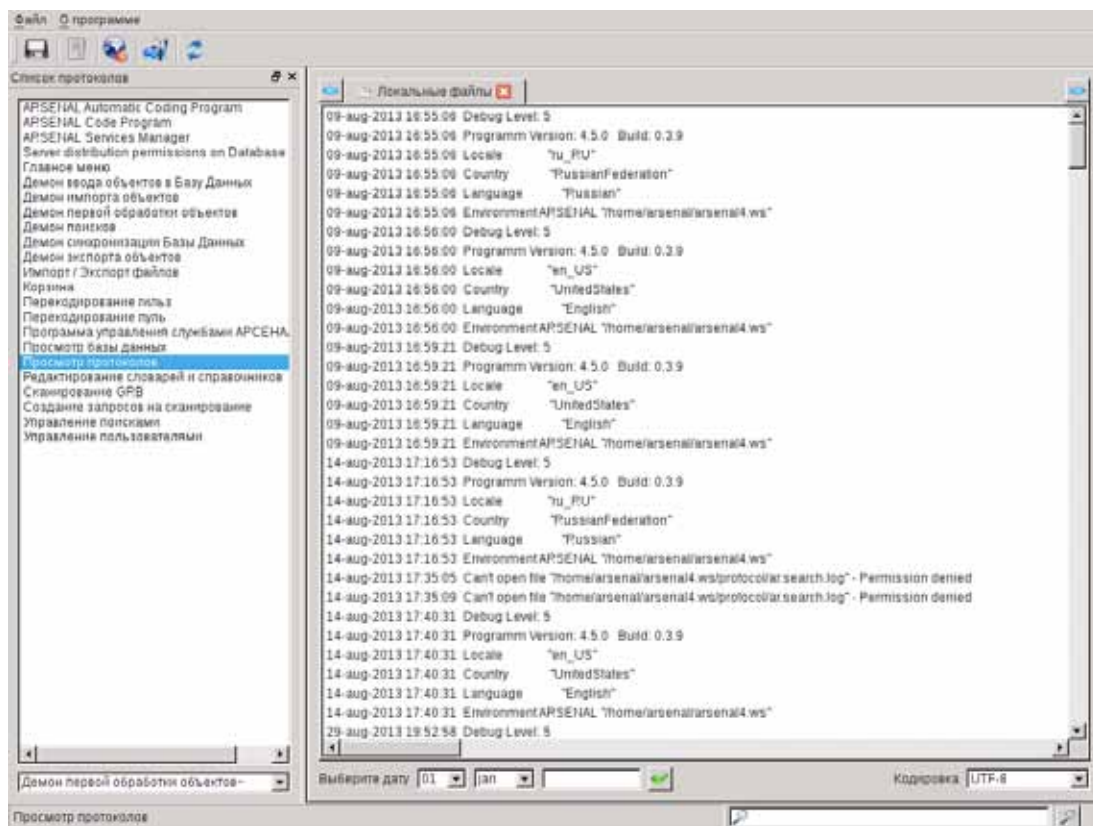 Файл О программе
Список протоколов
ARSENAL Automatic Coding Program
ARSENAL Code Program
ARSENAL Services Manager
Server distribution permissions on Database
Главное меню
Демон ввода объектов в Базу Данных
Демон импорта объектов
Демон первой обработки объектов
Демон поисков
Демон синхронизации Базы Данных
Демон экспорта объектов
Импорт / Экспорт файлов
Корзина
Перекодирование гильз
Перекодирование пуль
Программа управления службами АРСЕНА
Просмотр базы данных
Просмотр протоколов
Редактирование словарей и справочников
Сканирование GRB
Создание запросов на сканирование
Управление поисками
Управление пользователями
Демон первой обработки объектов-
Локальные файлы
09-aug-2013 16:55:06 Debug Level: 5
09-aug-2013 16:55:06 Programm Version: 4.5.0 Build: 0.3.9
09-aug-2013 16:55:06 Locale "ru_RU"
09-aug-2013 16:55:06 Country "RussianFederation"
09-aug-2013 16:55:06 Language "Russian"
09-aug-2013 16:55:06 Environment ARSENAL "/home/arsenal/arsenal4.ws"
09-aug-2013 16:56:00 Debug Level: 5
09-aug-2013 16:56:00 Programm Version: 4.5.0 Build: 0.3.9
09-aug-2013 16:56:00 Locale "en_US"
09-aug-2013 16:56:00 Country "UnitedStates"
09-aug-2013 16:56:00 Language "English"
09-aug-2013 16:56:00 Environment ARSENAL "/home/arsenal/arsenal4.ws"
09-aug-2013 16:59:21 Debug Level: 5
09-aug-2013 16:59:21 Programm Version: 4.5.0 Build: 0.3.9
09-aug-2013 16:59:21 Locale "en_US"
09-aug-2013 16:59:21 Country "UnitedStates"
09-aug-2013 16:59:21 Language "English"
09-aug-2013 16:59:21 Environment ARSENAL "/home/arsenal/arsenal4.ws"
14-aug-2013 17:16:53 Debug Level: 5
14-aug-2013 17:16:53 Programm Version: 4.5.0 Build: 0.3.9
14-aug-2013 17:16:53 Locale "ru_RU"
14-aug-2013 17:16:53 Country "RussianFederation"
14-aug-2013 17:16:53 Language "Russian"
14-aug-2013 17:16:53 Environment ARSENAL "/home/arsenal/arsenal4.ws"
14-aug-2013 17:35:05 Can't open file "/home/arsenal/arsenal4.ws/protocol/ar.search.log" - Permission denied
14-aug-2013 17:35:09 Can't open file "/home/arsenal/arsenal4.ws/protocol/ar.search.log" - Permission denied
14-aug-2013 17:40:31 Debug Level: 5
14-aug-2013 17:40:31 Programm Version: 4.5.0 Build: 0.3.9
14-aug-2013 17:40:31 Locale "en_US"
14-aug-2013 17:40:31 Country "UnitedStates"
14-aug-2013 17:40:31 Language "English"
14-aug-2013 17:40:31 Environment ARSENAL "/home/arsenal/arsenal4.ws"
29-aug-2013 19:52:58 Debug Level: 5
Выберите дату 01 jan Кодировка UTF-8
Просмотр протоколов